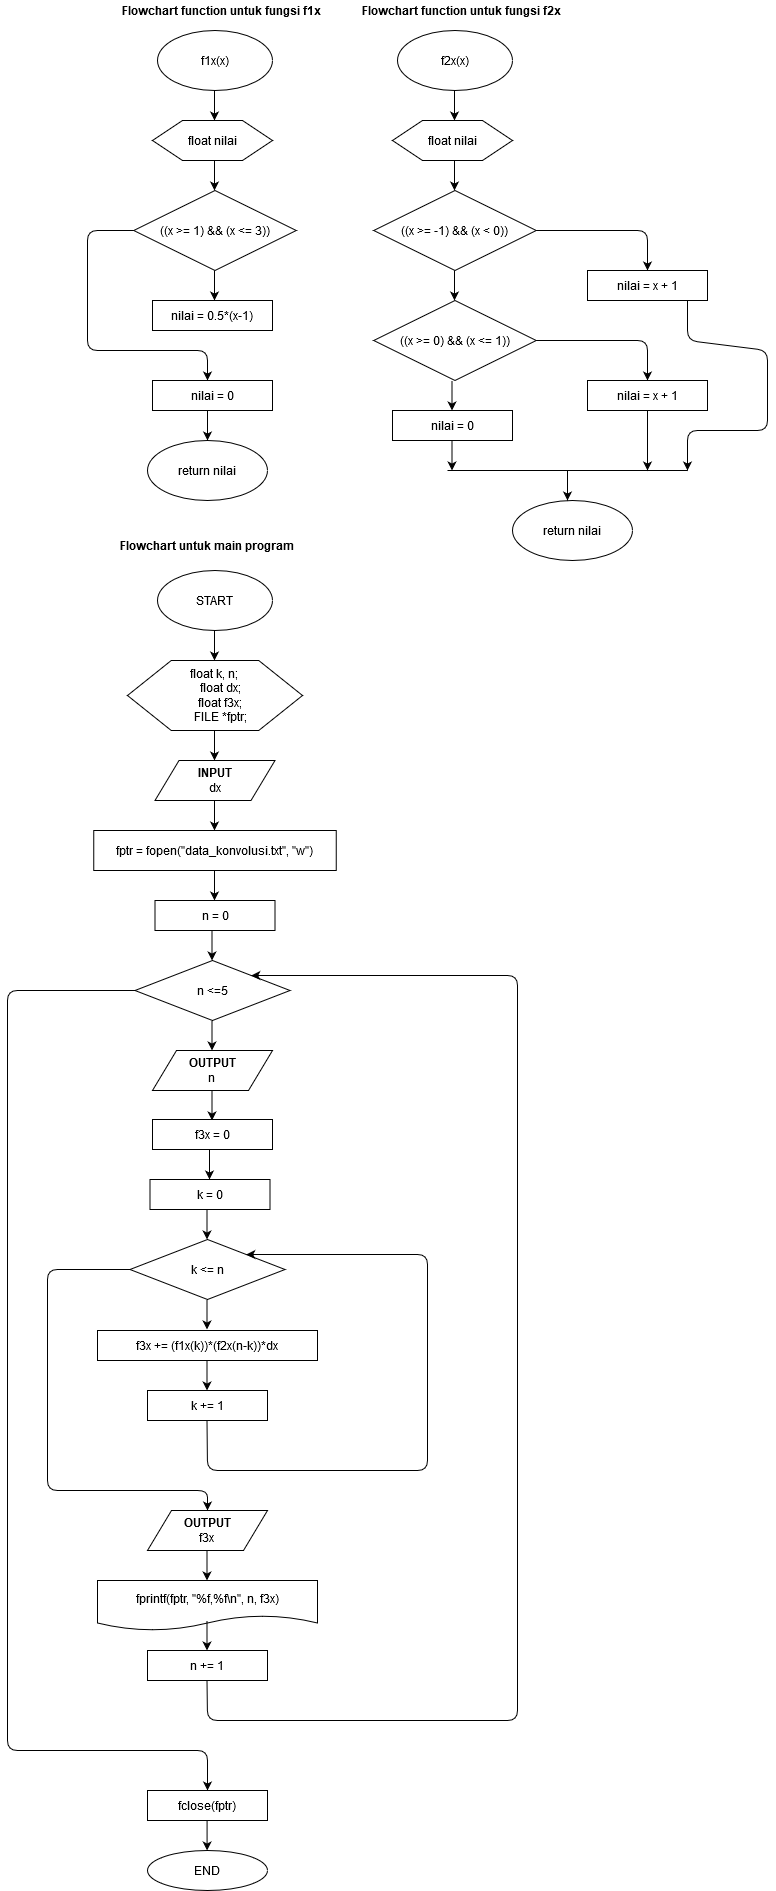 Flowchart function untuk fungsi f1x
f1x(x)
float nilai
((x >= 1) && (x <= 3))
nilai = 0.5*(x-1)
nilai = 0
return nilai
Flowchart function untuk fungsi f2x
f2x(x)
float nilai
((x >= -1) && (x < 0))
nilai = x + 1
((x >= 0) && (x <= 1))
nilai = x + 1
nilai = 0
return nilai
Flowchart untuk main program
START
float k, n;
float dx;
float f3x;
FILE *fptr;
INPUT
dx
fptr = fopen("data_konvolusi.txt", "w")
n = 0
n <=5
OUTPUT
n
f3x = 0
k = 0
k <= n
f3x += (f1x(k))*(f2x(n-k))*dx
k += 1
OUTPUT
f3x
fprintf(fptr, "%f,%f\n", n, f3x)
n += 1
fclose(fptr)
END